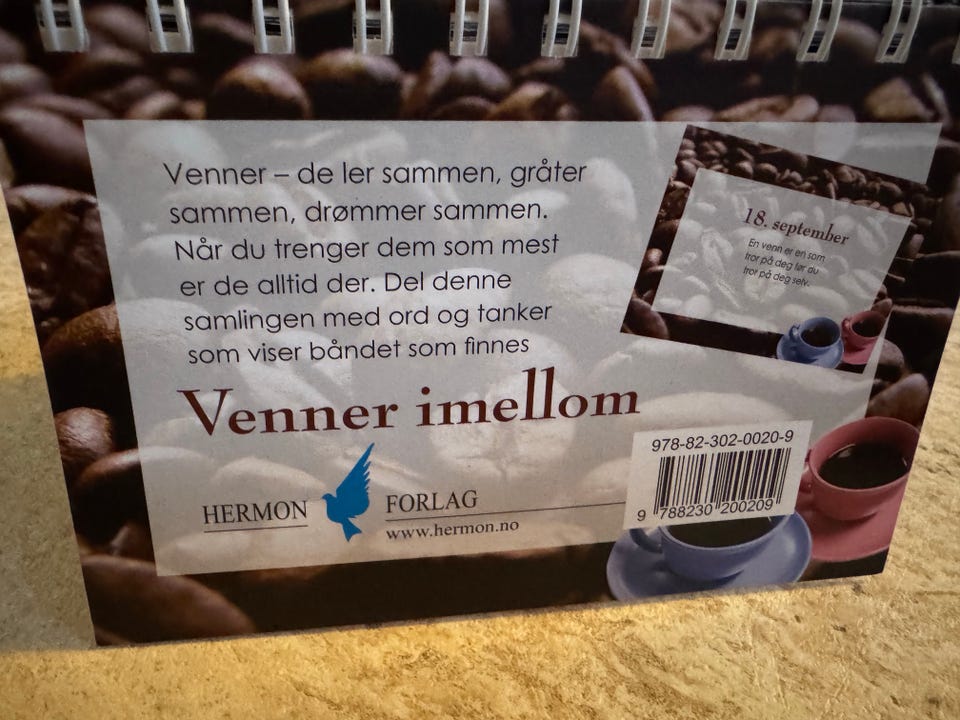 Venner – de ler sammen, gråter
sammen, drømmer sammen.
Når du trenger dem som mest
er de alltid der. Del denne
samlingen med ord og tanker
som viser båndet som finnes
Venner imellom
18. september
En venn er en som
tror på deg før du
tror på deg selv.
HERMON FORLAG
www.hermon.no
978-82-302-0020-9
9 788230 200209